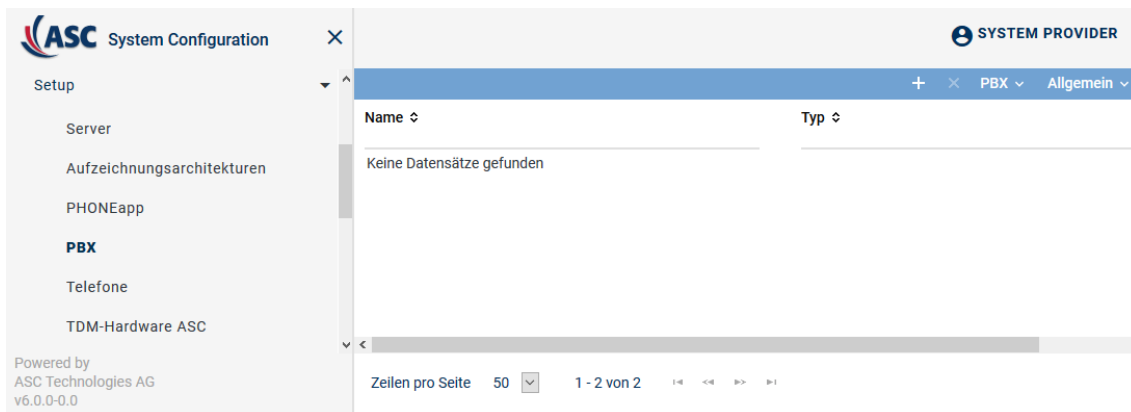 ASC System Configuration
SYSTEM PROVIDER
Setup
PBX Allgemein
Server
Aufzeichnungsarchitekturen
PHONEapp
PBX
Telefone
TDM-Hardware ASC
Powered by
ASC Technologies AG
v6.0.0-0.0
Name Typ
Keine Datensätze gefunden
Zeilen pro Seite 50 1 - 2 von 2